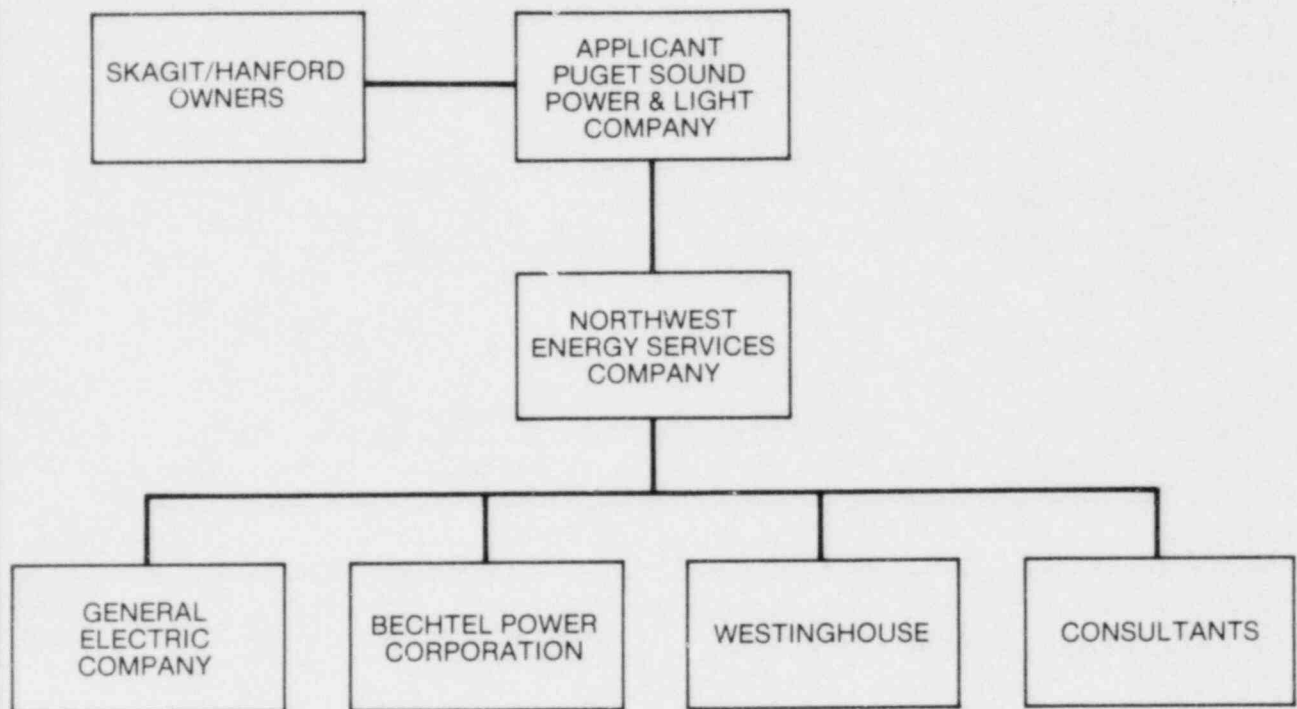 SKAGIT/HANFORD
OWNERS
APPLICANT
PUGET SOUND
POWER & LIGHT
COMPANY
NORTHWEST
ENERGY SERVICES
COMPANY
GENERAL
ELECTRIC
COMPANY
BECHTEL POWER
CORPORATION
WESTINGHOUSE
CONSULTANTS